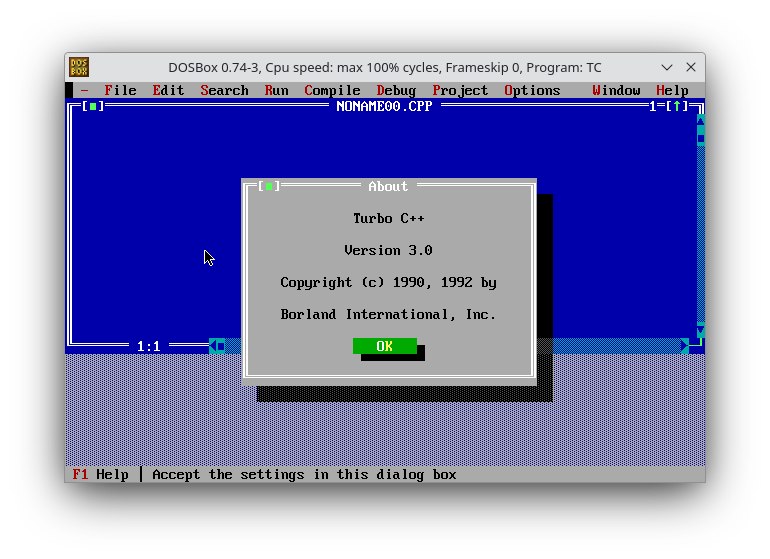 DOS BOX
DOSBox 0.74-3, Cpu speed: max 100% cycles, Frameskip 0, Program: TC
- File Edit Search Run Compile Debug Project Options Window Help
[■] NONAME00.CPP 1=[↑]
[■] About
Turbo C++
Version 3.0
Copyright (c) 1990, 1992 by
Borland International, Inc.
OK
1:1
F1 Help │ Accept the settings in this dialog box